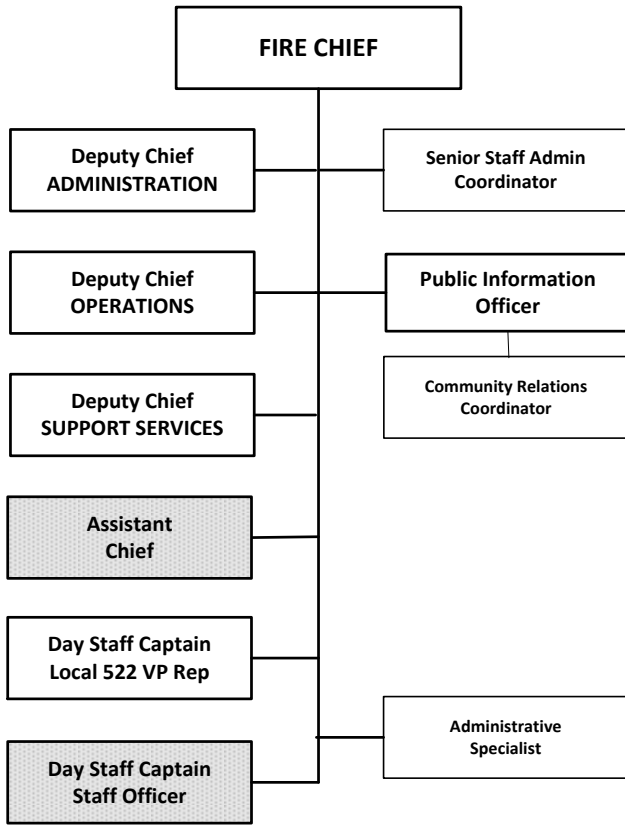 FIRE CHIEF
Deputy Chief
ADMINISTRATION
Senior Staff Admin
Coordinator
Deputy Chief
OPERATIONS
Public Information
Officer
Deputy Chief
SUPPORT SERVICES
Community Relations
Coordinator
Assistant
Chief
Day Staff Captain
Local 522 VP Rep
Administrative
Specialist
Day Staff Captain
Staff Officer